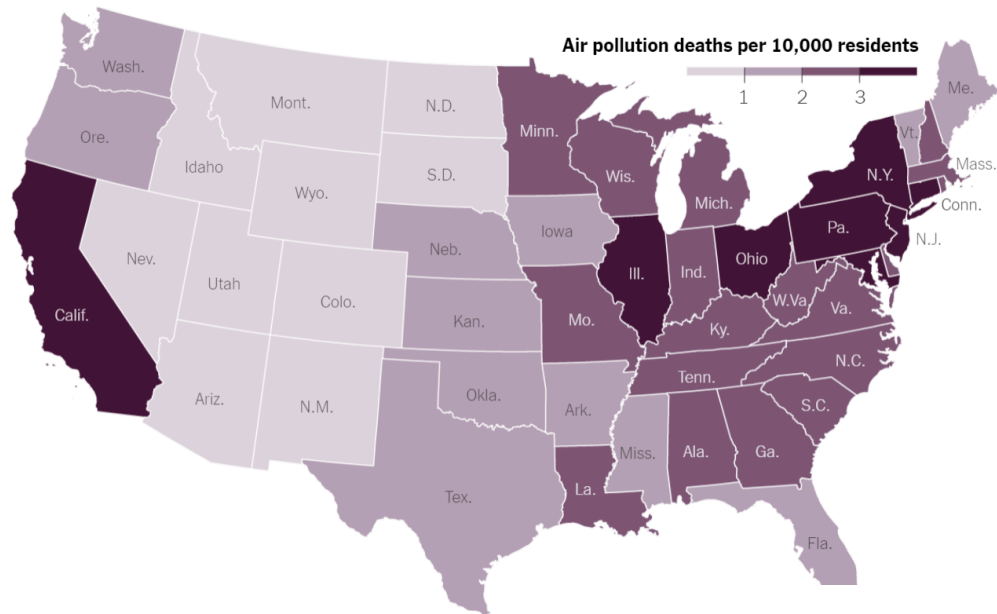 Air pollution deaths per 10,000 residents
1 2 3
Wash.
Me.
Mont.
N.D.
Vt.
Minn.
Ore.
Idaho
Mass.
S.D.
Wis.
N.Y.
Wyo.
Mich.
Conn.
Pa.
Iowa
N.J.
Neb.
Nev.
Ohio
Ill.
Ind.
Utah
Colo.
W.Va.
Va.
Calif.
Kan.
Mo.
Ky.
N.C.
Tenn.
Okla.
Ariz.
N.M.
Ark.
S.C.
Miss.
Ala.
Ga.
La.
Tex.
Fla.